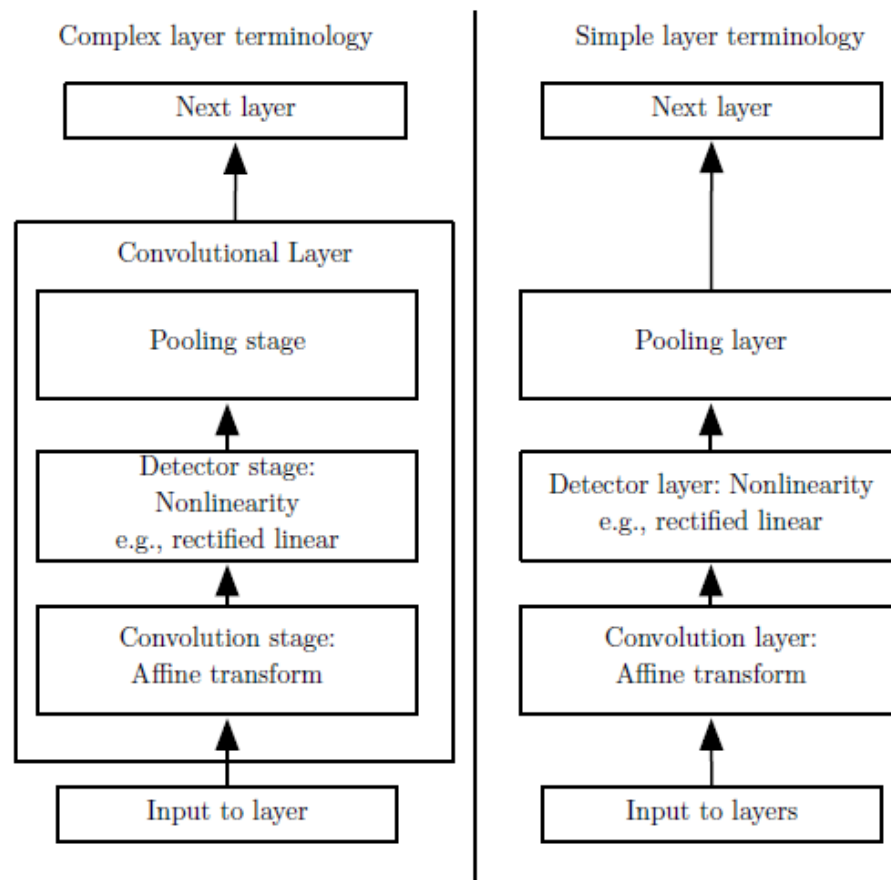 Complex layer terminology
Next layer
Convolutional Layer
Pooling stage
Detector stage:
Nonlinearity
e.g., rectified linear
Convolution stage:
Affine transform
Input to layer
Simple layer terminology
Next layer
Pooling layer
Detector layer: Nonlinearity
e.g., rectified linear
Convolution layer:
Affine transform
Input to layers